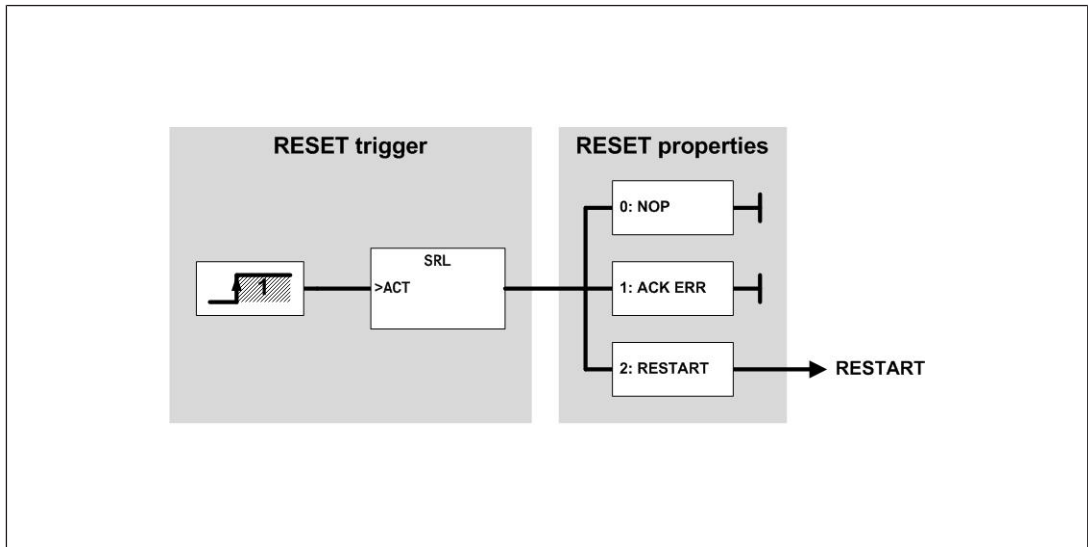 RESET trigger
RESET properties
1
SRL
>ACT
0: NOP
1: ACK ERR
2: RESTART
RESTART